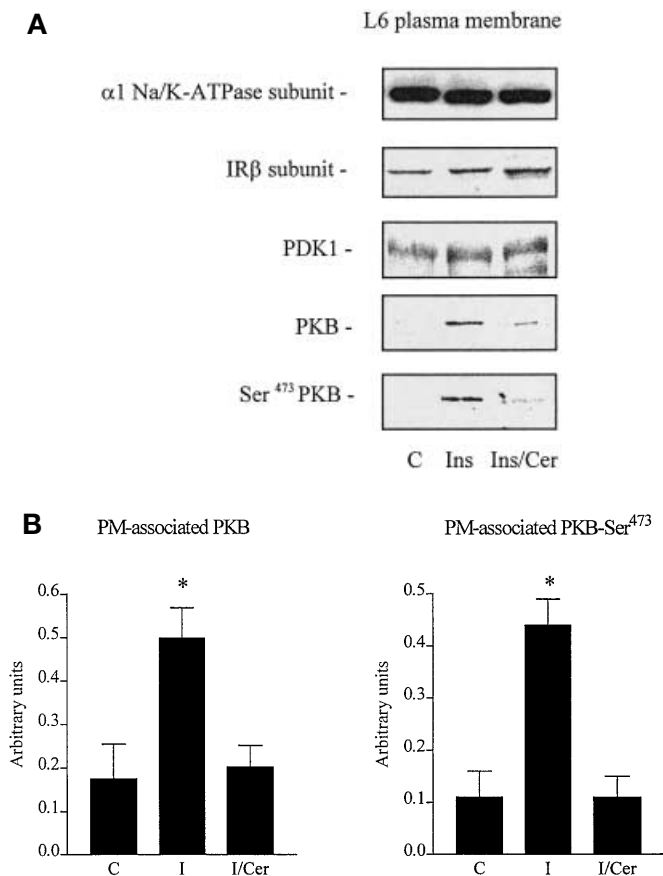 A
L6 plasma membrane
α1 Na/K-ATPase subunit -
IRβ subunit -
PDK1 -
PKB -
Ser 473 PKB -
C Ins Ins/Cer
B
PM-associated PKB
Arbitrary units
0.6
0.5
0.4
0.3
0.2
0.1
0.0
*
C I I/Cer
PM-associated PKB-Ser473
Arbitrary units
0.5
0.4
0.3
0.2
0.1
0.0
*
C I I/Cer